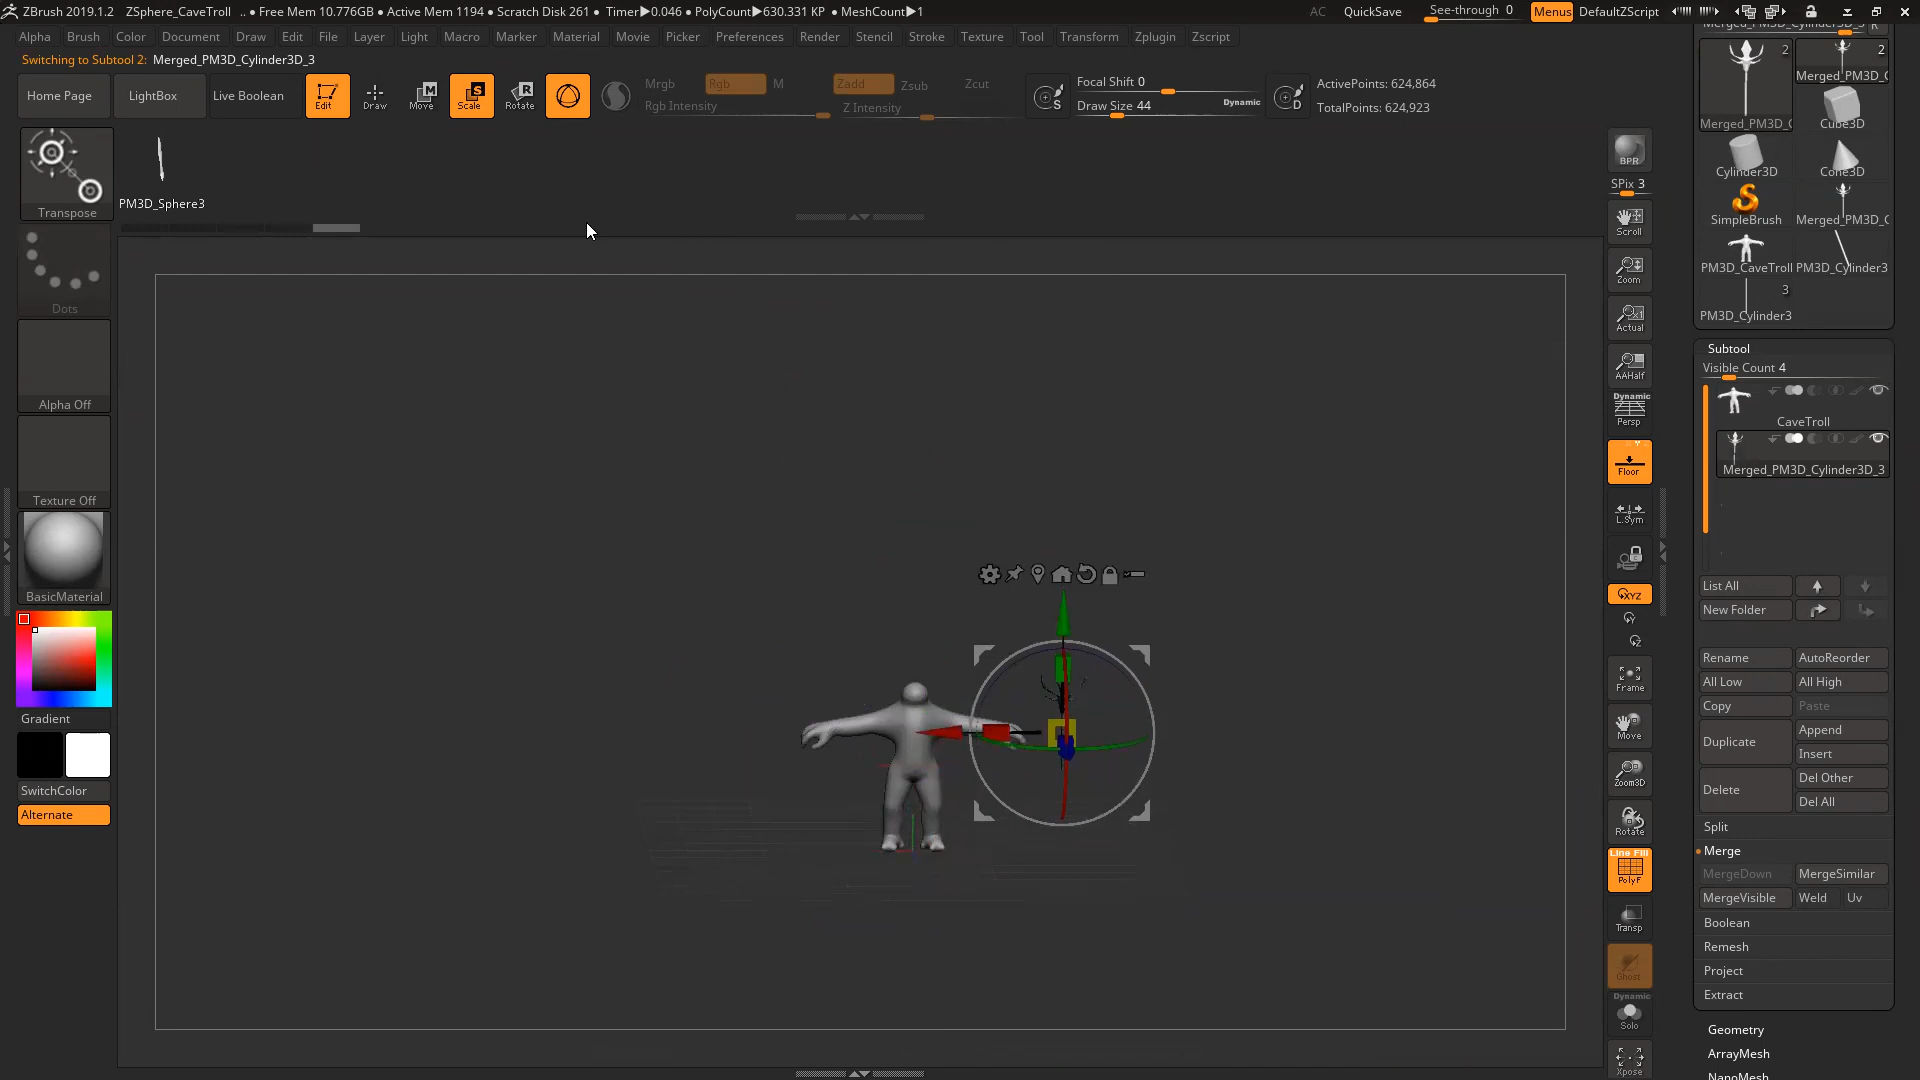 ZBrush 2019.1.2 ZSphere_CaveTroll .. ● Free Mem 10.776GB ● Active Mem 1194 ● Scratch Disk 261 ● Timer▶0.046 ● PolyCount▶630.331 KP ● MeshCount▶1 AC QuickSave See-through 0 Menus DefaultZScript
Alpha Brush Color Document Draw Edit File Layer Light Macro Marker Material Movie Picker Preferences Render Stencil Stroke Texture Tool Transform Zplugin Zscript
Switching to Subtool 2: Merged_PM3D_Cylinder3D_3
Home Page LightBox Live Boolean Edit Draw Move Scale Rotate
Mrgb Rgb M Zadd Zsub Zcut
Rgb Intensity Z Intensity
S
Focal Shift 0
Draw Size 44 Dynamic
D
ActivePoints: 624,864
TotalPoints: 624,923
Transpose
PM3D_Sphere3
Dots
Alpha Off
Texture Off
BasicMaterial
Gradient
SwitchColor
Alternate
BPR
SPix 3
Scroll
Zoom
Actual
AAHalf
Dynamic
Persp
Floor
L.Sym
XYZ
Frame
Move
Zoom3D
Rotate
Line Fill
PolyF
Transp
Ghost
Dynamic
Solo
Xpose
2 2
Merged_PM3D_C
Merged_PM3D_C Cube3D
Cylinder3D Cone3D
SimpleBrush Merged_PM3D_C
PM3D_CaveTroll PM3D_Cylinder3
3
PM3D_Cylinder3
Subtool
Visible Count 4
CaveTroll
Merged_PM3D_Cylinder3D_3
List All
New Folder
Rename AutoReorder
All Low All High
Copy Paste
Duplicate Append
Insert
Delete Del Other
Del All
Split
Merge
MergeDown MergeSimilar
MergeVisible Weld Uv
Boolean
Remesh
Project
Extract
Geometry
ArrayMesh
NanoMesh